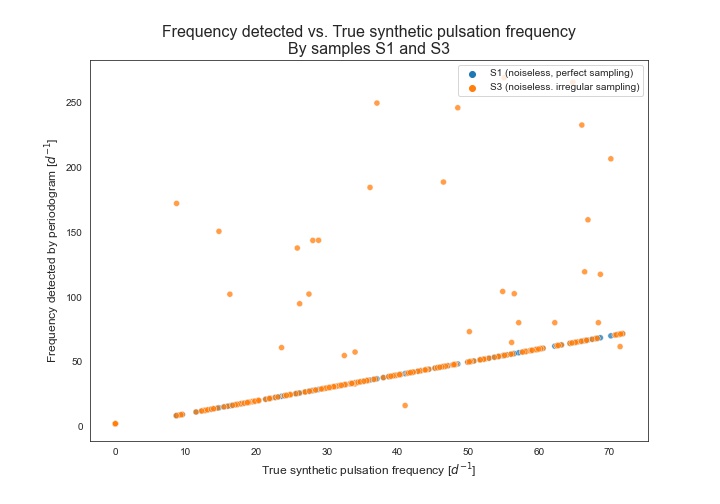 Frequency detected vs. True synthetic pulsation frequency
By samples S1 and S3
S1 (noiseless, perfect sampling)
S3 (noiseless. irregular sampling)
Frequency detected by periodogram [d⁻¹]
250
200
150
100
50
0
0 10 20 30 40 50 60 70
True synthetic pulsation frequency [d⁻¹]